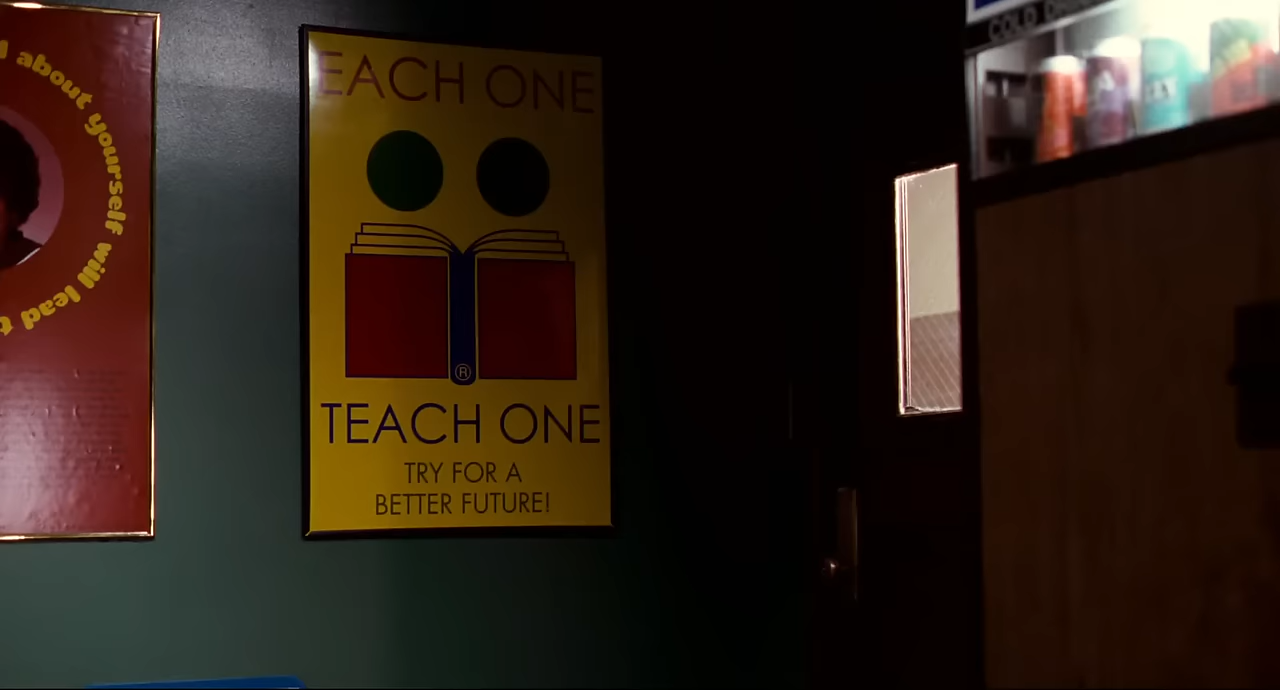 about yourself will lead
EACH ONE
®
TEACH ONE
TRY FOR A
BETTER FUTURE!
COLD